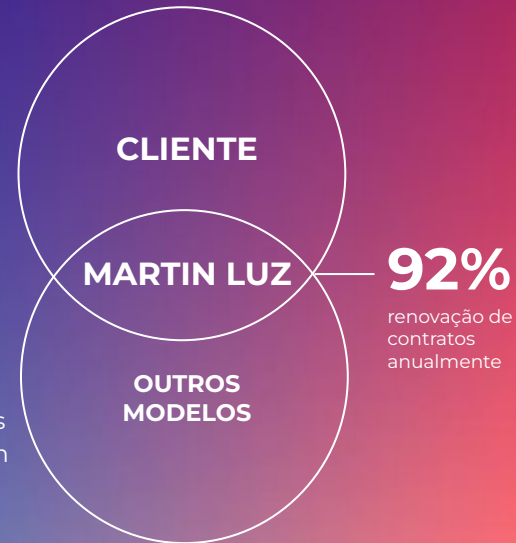 CLIENTE
MARTIN LUZ
92%
renovação de
contratos
anualmente
OUTROS
MODELOS